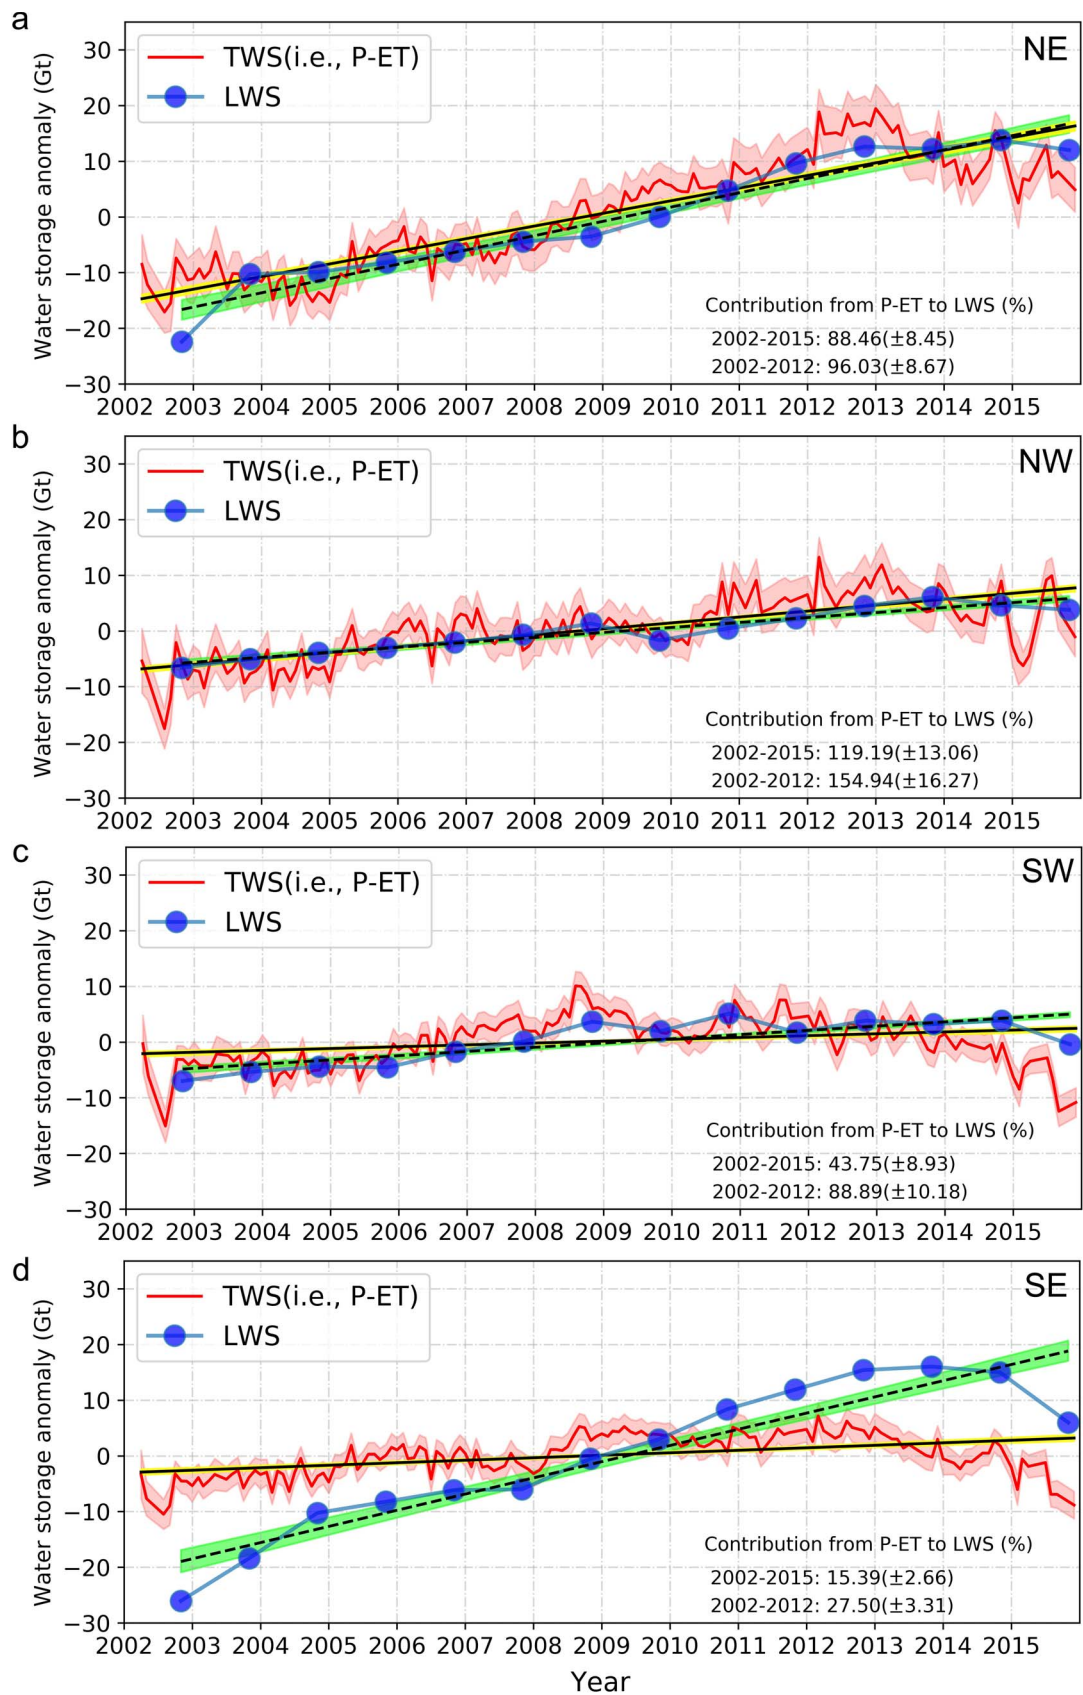 a
NE
TWS(i.e., P-ET)
LWS
Water storage anomaly (Gt)
30
20
10
0
−10
−20
−30
Contribution from P-ET to LWS (%)
2002-2015: 88.46(±8.45)
2002-2012: 96.03(±8.67)
2002 2003 2004 2005 2006 2007 2008 2009 2010 2011 2012 2013 2014 2015
b
NW
TWS(i.e., P-ET)
LWS
Water storage anomaly (Gt)
30
20
10
0
−10
−20
−30
Contribution from P-ET to LWS (%)
2002-2015: 119.19(±13.06)
2002-2012: 154.94(±16.27)
2002 2003 2004 2005 2006 2007 2008 2009 2010 2011 2012 2013 2014 2015
c
SW
TWS(i.e., P-ET)
LWS
Water storage anomaly (Gt)
30
20
10
0
−10
−20
−30
Contribution from P-ET to LWS (%)
2002-2015: 43.75(±8.93)
2002-2012: 88.89(±10.18)
2002 2003 2004 2005 2006 2007 2008 2009 2010 2011 2012 2013 2014 2015
d
SE
TWS(i.e., P-ET)
LWS
Water storage anomaly (Gt)
30
20
10
0
−10
−20
−30
Contribution from P-ET to LWS (%)
2002-2015: 15.39(±2.66)
2002-2012: 27.50(±3.31)
2002 2003 2004 2005 2006 2007 2008 2009 2010 2011 2012 2013 2014 2015
Year